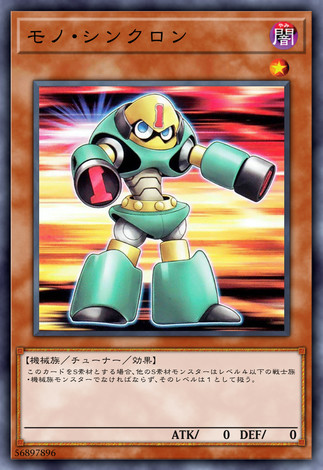 モノ・シンクロン
やみ
闇
1
1
【機械族／チューナー／効果】
このカードをS素材とする場合、他のS素材モンスターはレベル４以下の戦士族
・機械族モンスターでなければならず、そのレベルは１として扱う。
ATK/ 0 DEF/ 0
56897896